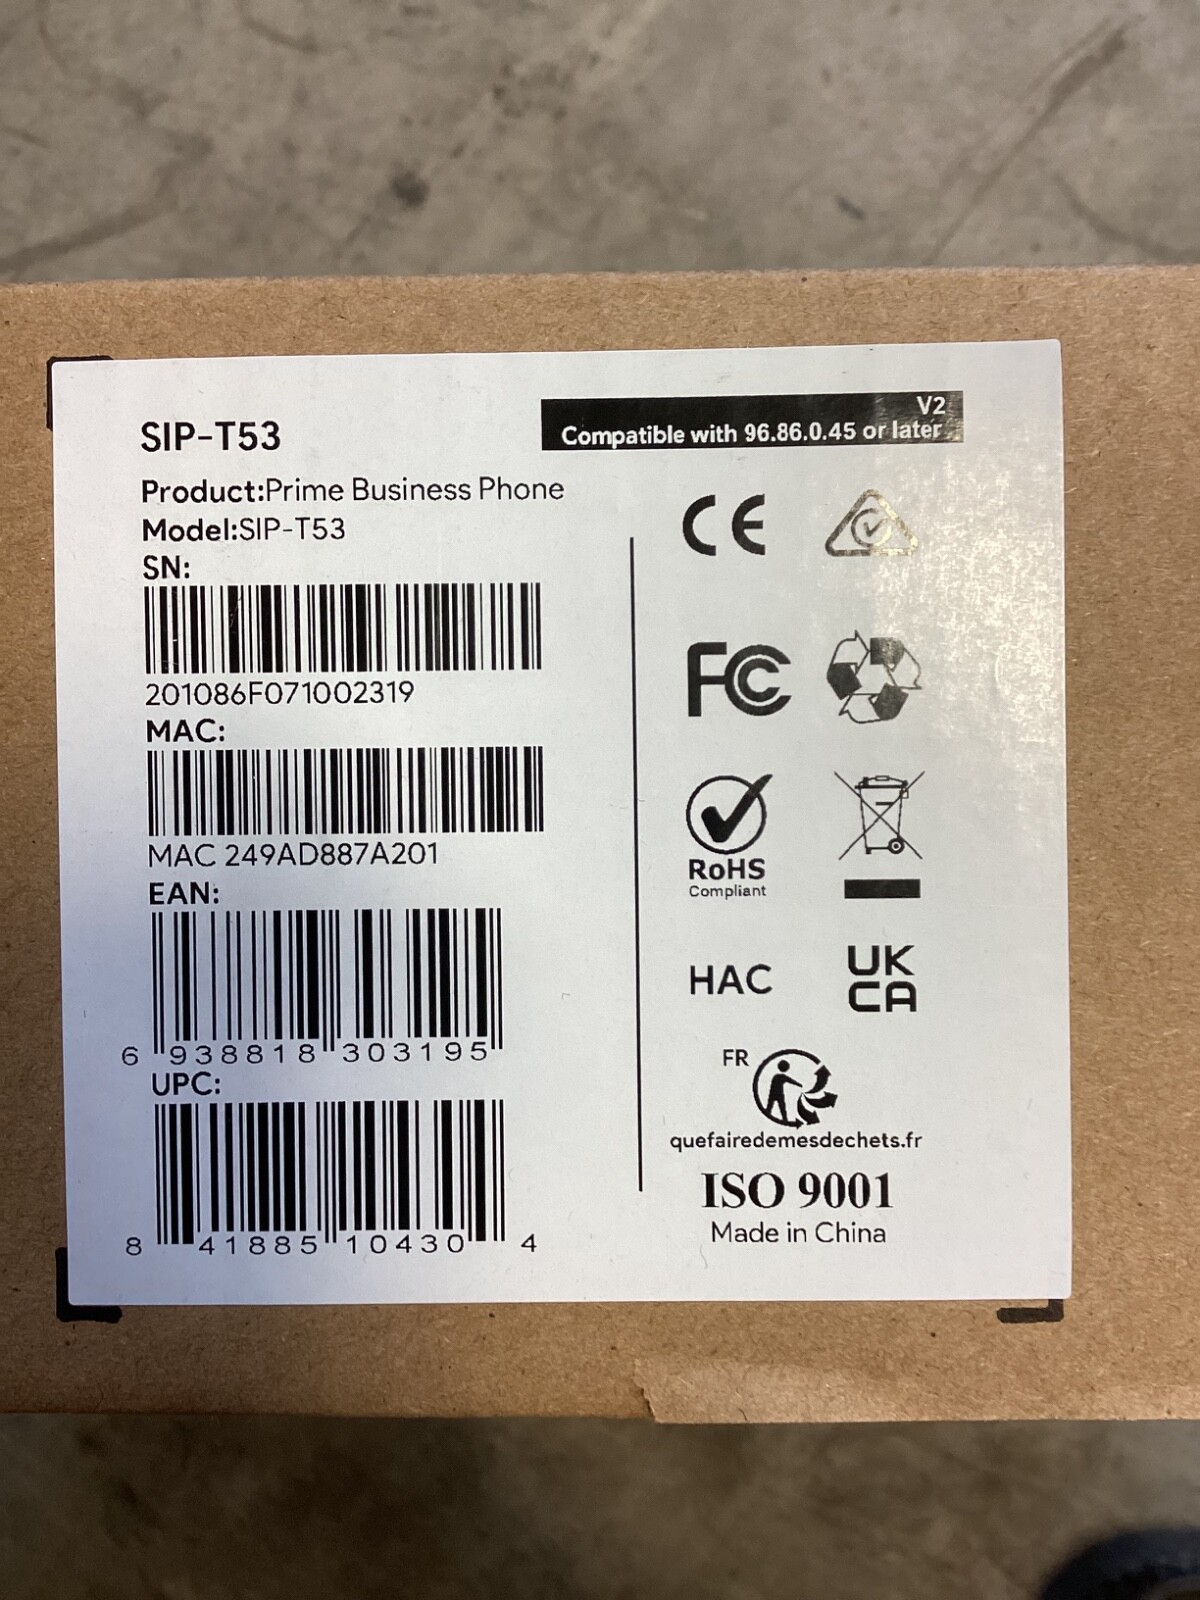 SIP-T53
V2
Compatible with 96.86.0.45 or later
Product:Prime Business Phone
Model:SIP-T53
SN:
201086F071002319
MAC:
MAC 249AD887A201
EAN:
6 938818 303195
UPC:
8 41885 10430 4
CE
FC
RoHS
Compliant
HAC
UK
CA
FR
quefairedemesdechets.fr
ISO 9001
Made in China